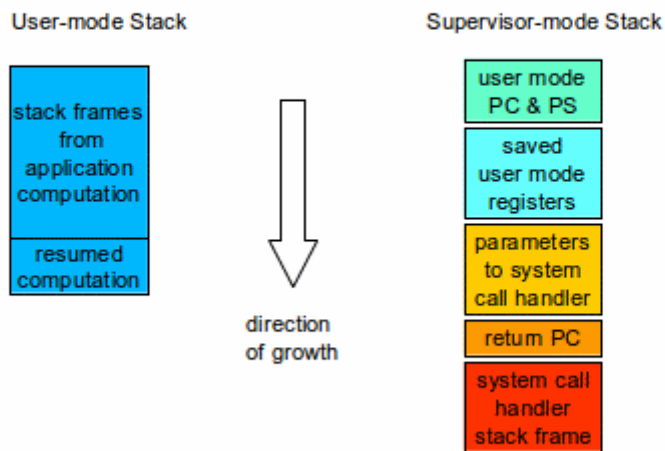 User-mode Stack
stack frames
from
application
computation
resumed
computation
direction
of growth
Supervisor-mode Stack
user mode
PC & PS
saved
user mode
registers
parameters
to system
call handler
return PC
system call
handler
stack frame